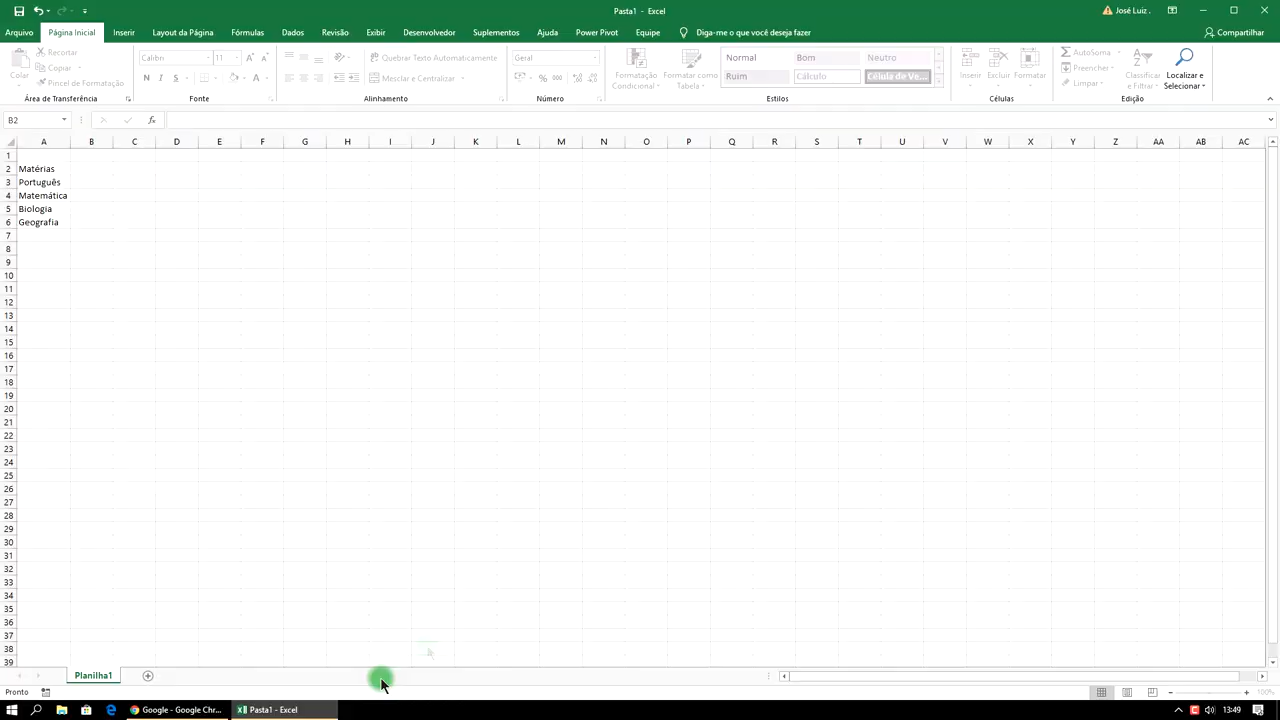 Pasta1 - Excel
José Luiz .
Arquivo Página Inicial Inserir Layout da Página Fórmulas Dados Revisão Exibir Desenvolvedor Suplementos Ajuda Power Pivot Equipe Diga-me o que você deseja fazer Compartilhar
Colar
Recortar
Copiar
Pincel de Formatação
Área de Transferência
Calibri 11
N I S
Fonte
Quebrar Texto Automaticamente
Mesclar e Centralizar
Alinhamento
Geral
% 000
Número
Formatação Condicional
Formatar como Tabela
Normal Bom Neutro
Ruim Cálculo Célula de Ve...
Estilos
Inserir Excluir Formatar
Células
AutoSoma
Preencher
Limpar
Classificar e Filtrar
Localizar e Selecionar
Edição
B2 fx
A B C D E F G H I J K L M N O P Q R S T U V W X Y Z AA AB AC
1
2 Matérias
3 Português
4 Matemática
5 Biologia
6 Geografia
7
8
9
10
11
12
13
14
15
16
17
18
19
20
21
22
23
24
25
26
27
28
29
30
31
32
33
34
35
36
37
38
39
Planilha1
Pronto
100%
Google - Google Chr...
Pasta1 - Excel
13:49